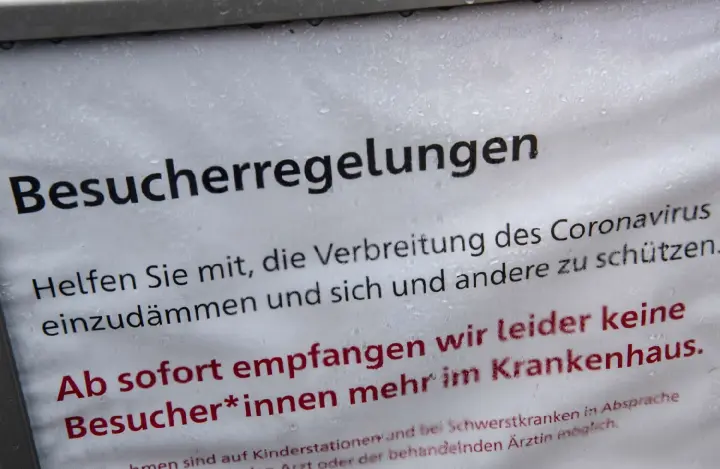 Besucherregelungen
Helfen Sie mit, die Verbreitung des Coronavirus
einzudämmen und sich und andere zu schützen.
Ab sofort empfangen wir leider keine
Besucher*innen mehr im Krankenhaus.
hmen sind auf Kinderstationen und bei Schwerstkranken in Absprache
Arzt oder der behandelnden Ärztin möglich.